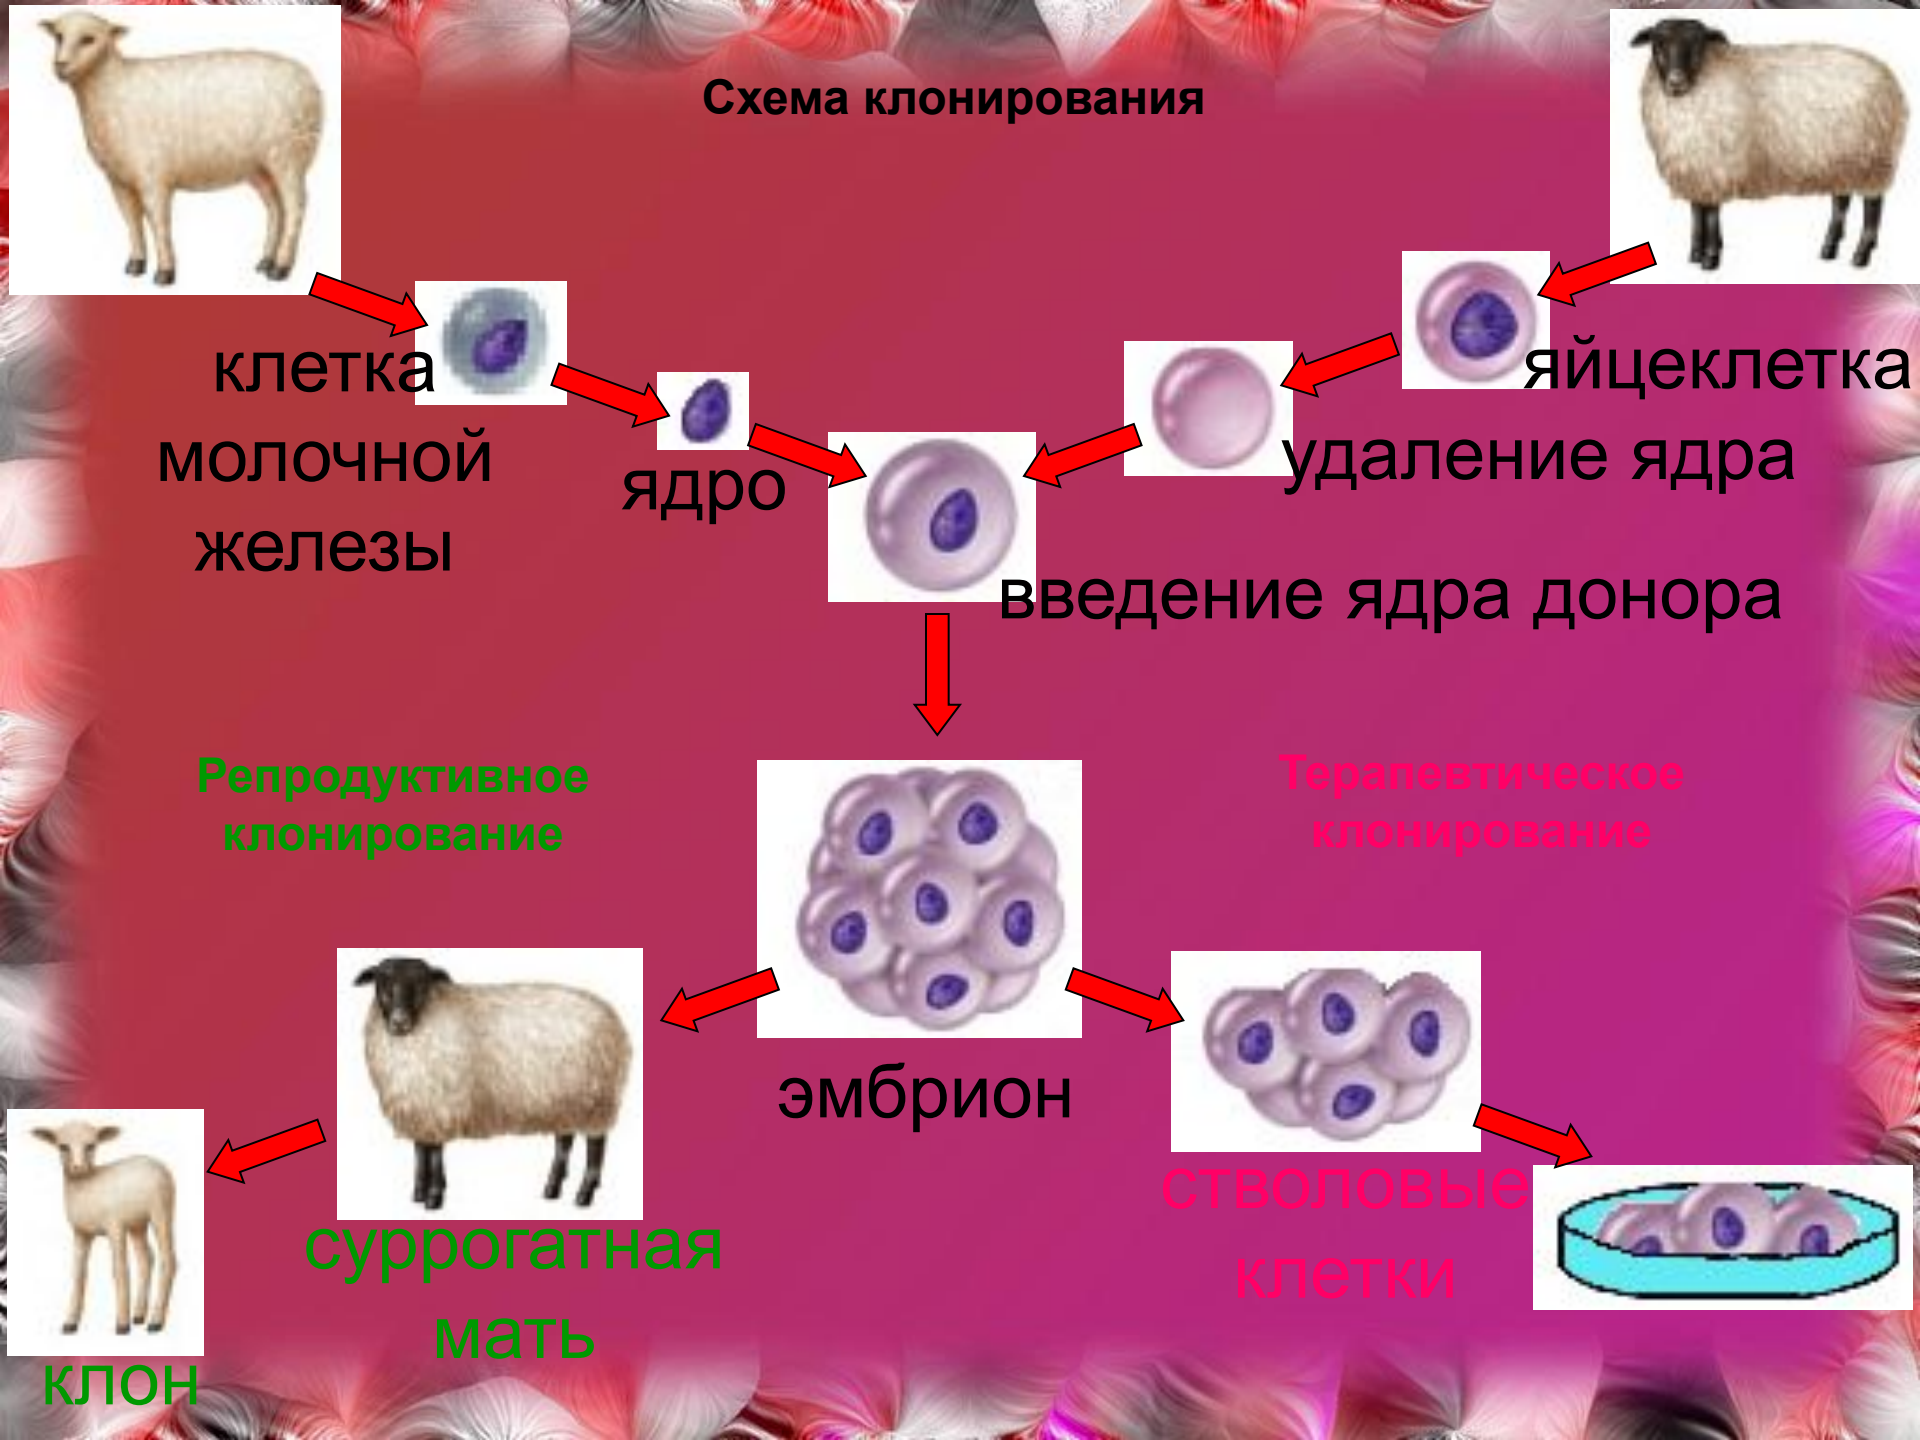 Схема клонирования
клетка
молочной
железы
ядро
яйцеклетка
удаление ядра
введение ядра донора
Репродуктивное
клонирование
Терапевтическое
клонирование
эмбрион
стволовые
клетки
суррогатная
мать
клон